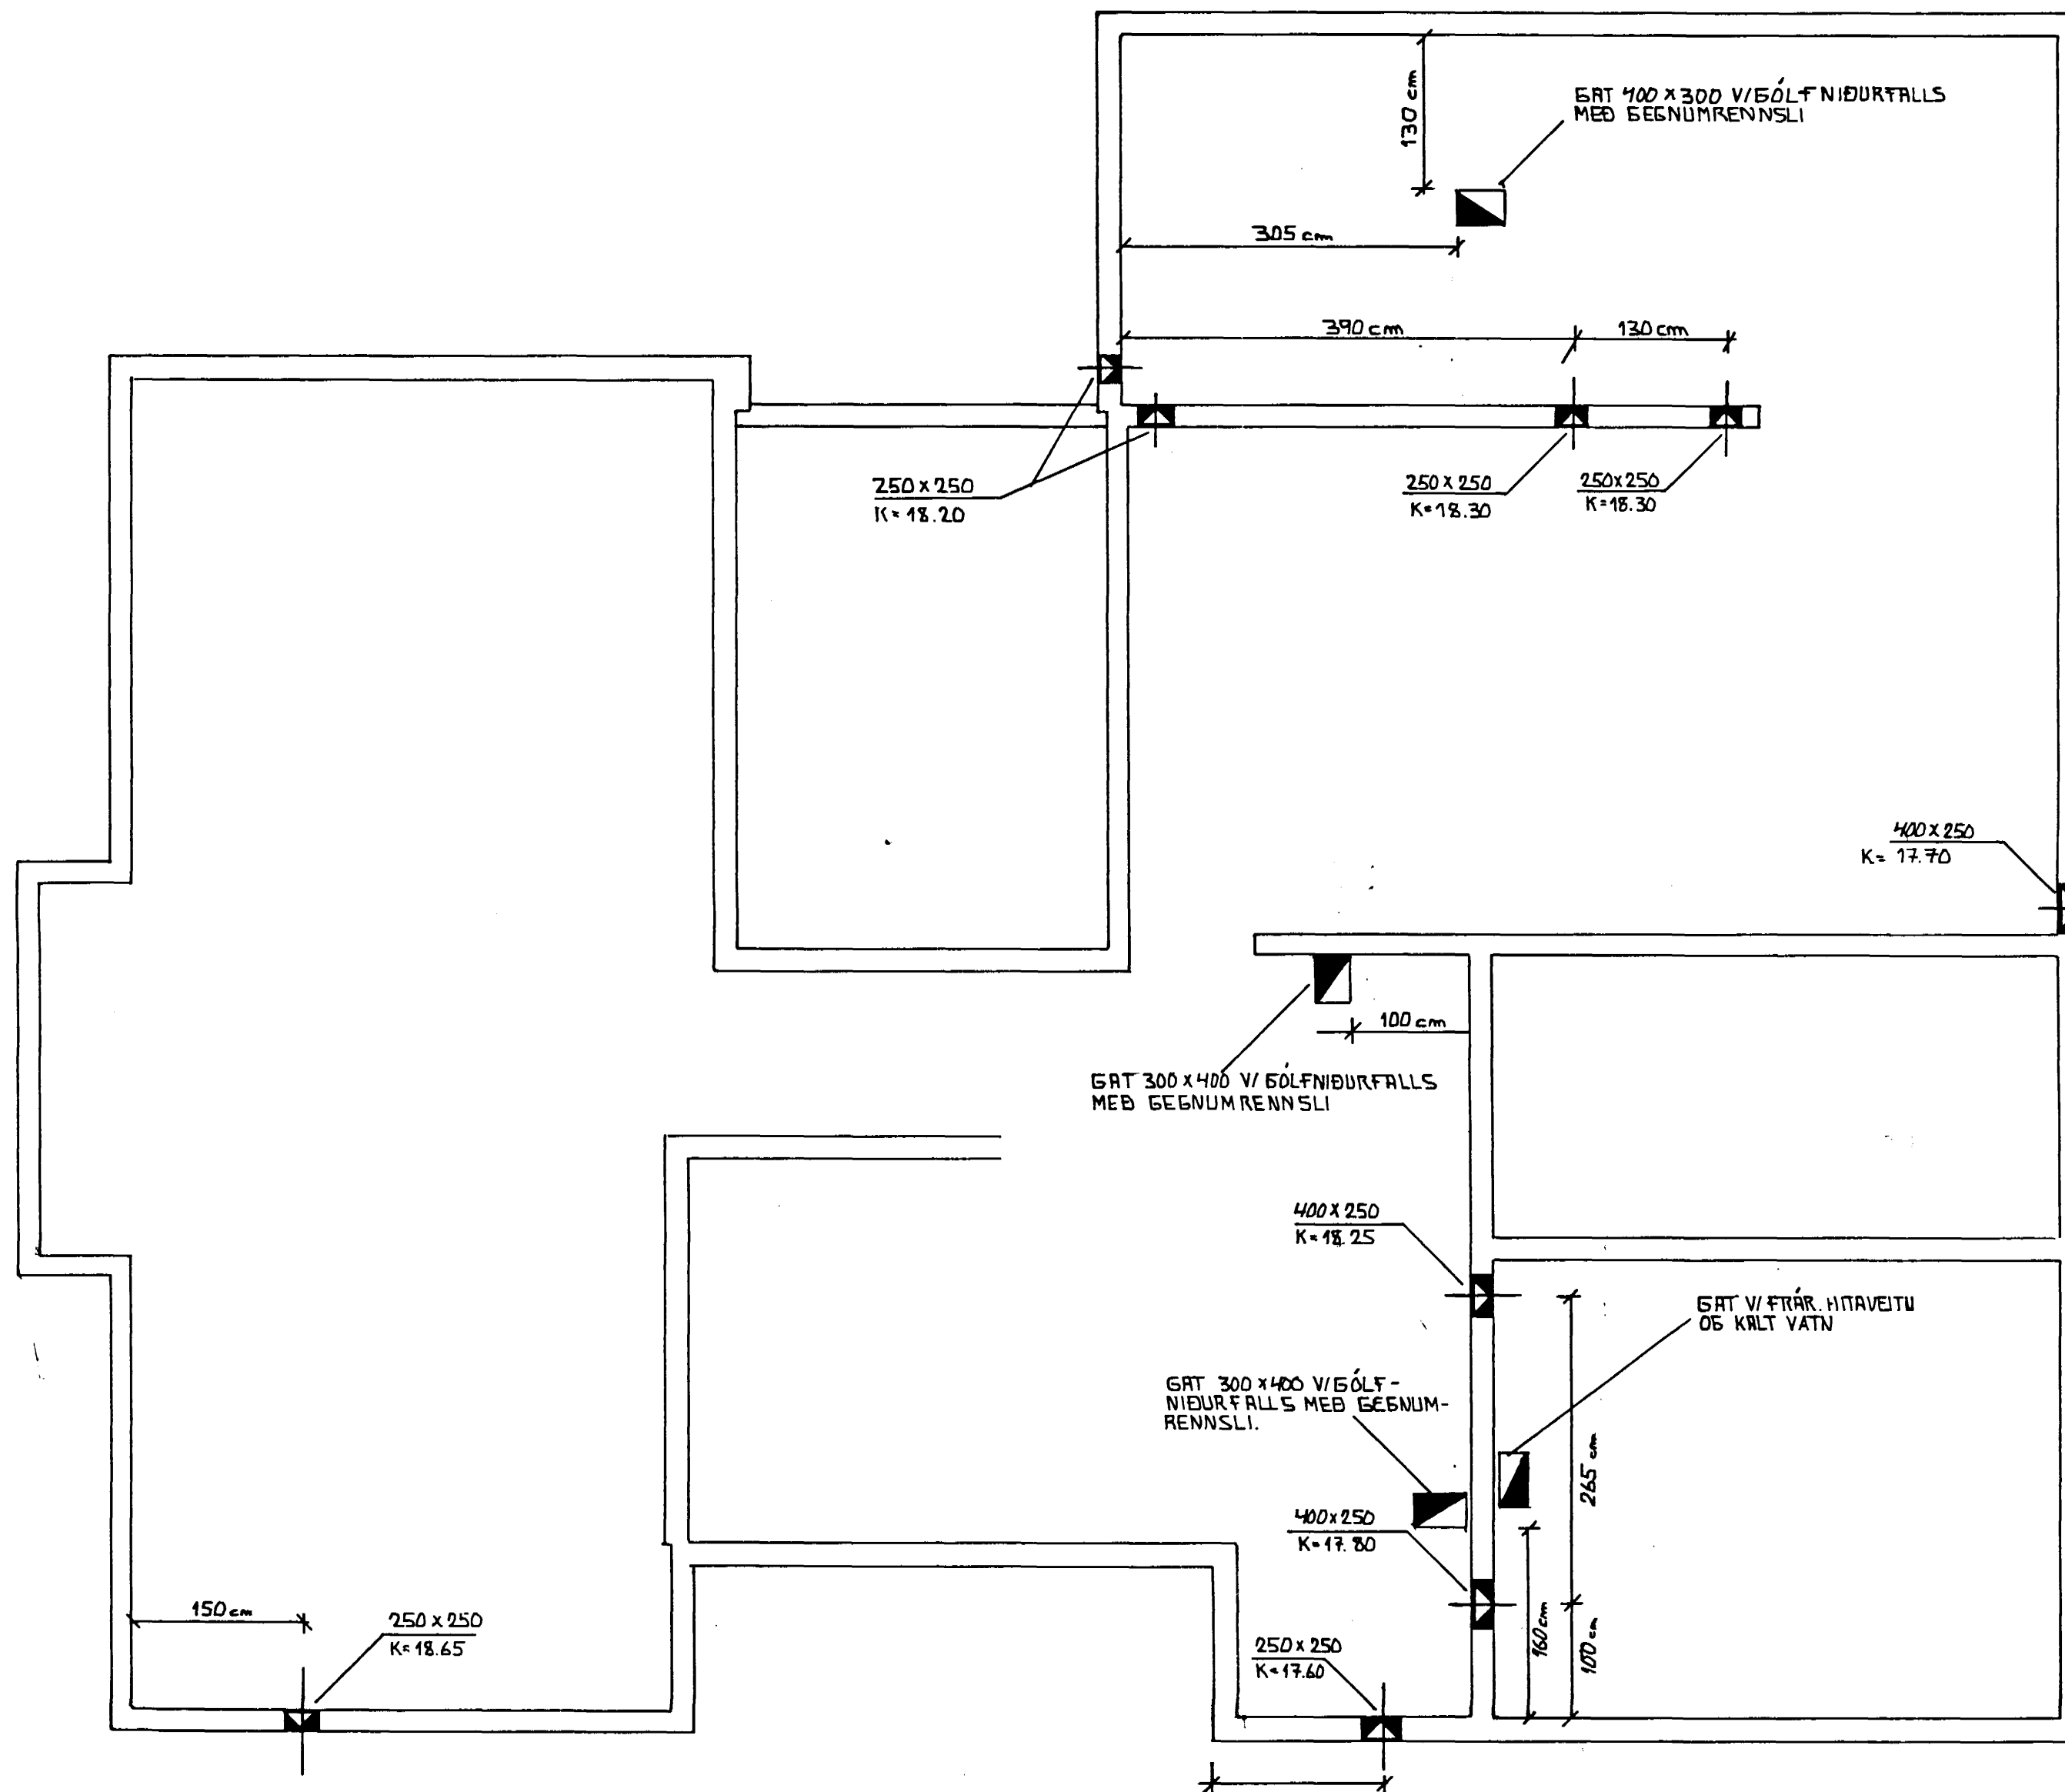 130 cm
GAT 400 x 300 V/GÓLFNIÐURFALLS
MEÐ GEGNUMRENNSLI
305 cm
390 cm
130 cm
250 x 250
K = 18.20
250 x 250
K = 18.30
250x250
K = 18.30
400 x 250
K = 17.70
100 cm
GAT 300 x 400 V/ GÓLFNIÐURFALLS
MEÐ GEGNUMRENNSLI
400 x 250
K = 18.25
GAT V/ FRÁR. HITAVEITU
OG KALT VATN
GAT 300 x 400 V/GÓLF-
NIÐURFALLS MEÐ GEGNUM-
RENNSLI.
265 cm
400x250
K = 17.80
150 cm
250 x 250
K = 18.65
160 cm
100 cm
250 x 250
K = 17.60